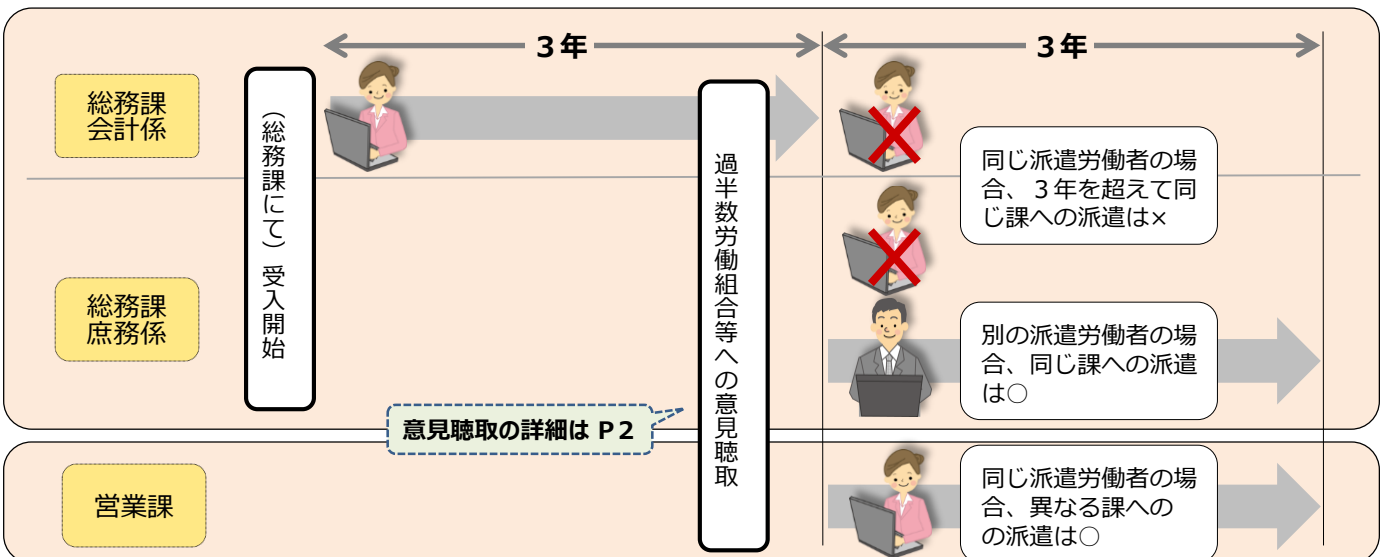 3年
3年
総務課
会計係
（総務課にて）受入開始
過半数労働組合等への意見聴取
同じ派遣労働者の場
合、３年を超えて同
じ課への派遣は×
総務課
庶務係
別の派遣労働者の場
合、同じ課への派遣
は○
意見聴取の詳細は P2
営業課
同じ派遣労働者の場
合、異なる課への
の派遣は○